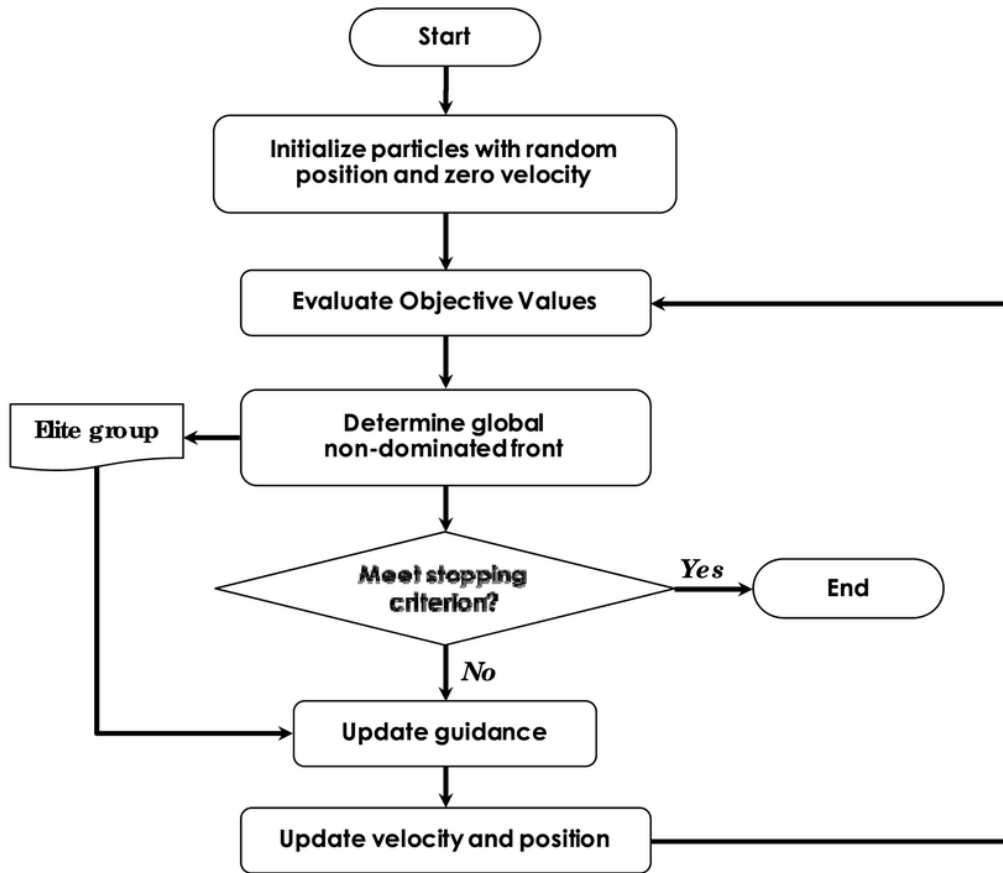 Start
Initialize particles with random
position and zero velocity
Evaluate Objective Values
Determine global
non-dominated front
Elite group
Meet stopping
criterion?
Yes
End
No
Update guidance
Update velocity and position